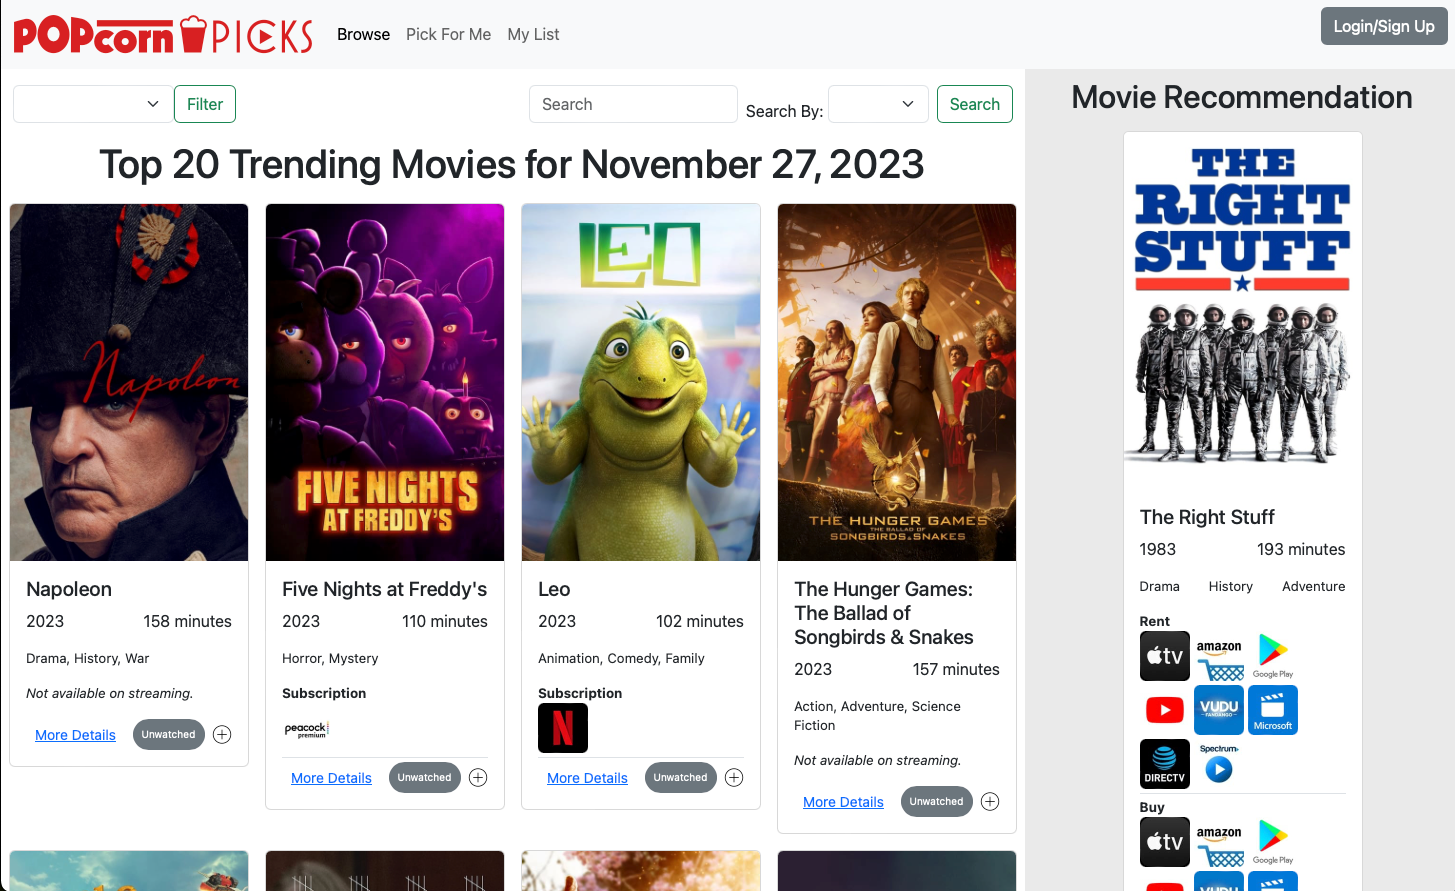 POPcorn PICKS
Browse Pick For Me My List
Login/Sign Up
Filter
Search
Search By:
Search
Top 20 Trending Movies for November 27, 2023
Napoleon
Napoleon
2023 158 minutes
Drama, History, War
Not available on streaming.
More Details Unwatched
FIVE NIGHTS
AT FREDDY'S
Five Nights at Freddy's
2023 110 minutes
Horror, Mystery
Subscription
peacock
premium
More Details Unwatched
LEO
Leo
2023 102 minutes
Animation, Comedy, Family
Subscription
N
More Details Unwatched
THE HUNGER GAMES
THE BALLAD OF
SONGBIRDS & SNAKES
The Hunger Games:
The Ballad of
Songbirds & Snakes
2023 157 minutes
Action, Adventure, Science
Fiction
Not available on streaming.
More Details Unwatched
Movie Recommendation
THE
RIGHT
STUFF
The Right Stuff
1983 193 minutes
Drama History Adventure
Rent
tv amazon Google Play
VUDU
FANDANGO
Microsoft
DIRECTV
Spectrum
Buy
tv amazon Google Play
VUDU